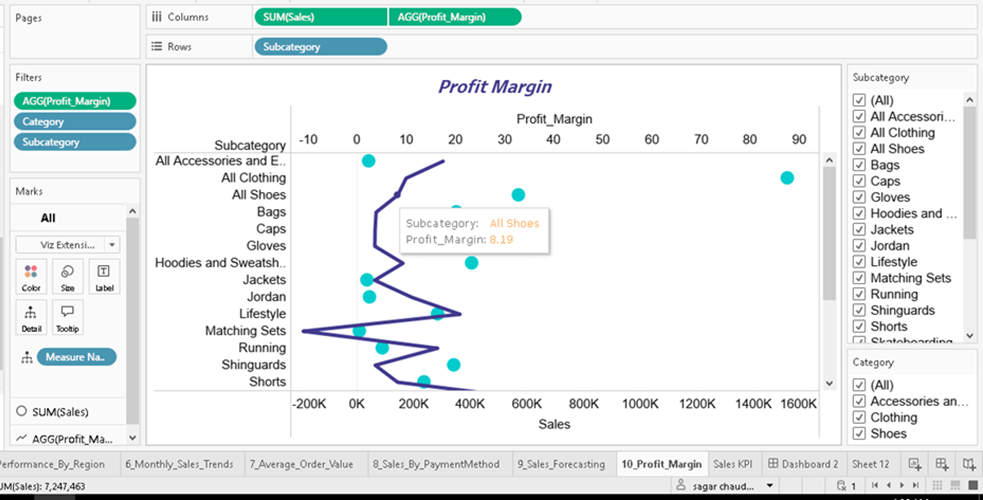 Pages
Columns SUM(Sales) AGG(Profit_Margin)
Rows Subcategory
Filters
AGG(Profit_Margin)
Category
Subcategory
Marks
All
Viz Extensi...
Color Size Label
Detail Tooltip
Measure Na..
SUM(Sales)
AGG(Profit_Ma...
Profit Margin
Profit_Margin
Subcategory -10 0 10 20 30 40 50 60 70 80 90
All Accessories and E..
All Clothing
All Shoes
Bags
Caps
Gloves
Hoodies and Sweatsh..
Jackets
Jordan
Lifestyle
Matching Sets
Running
Shinguards
Shorts
Subcategory: All Shoes
Profit_Margin: 8.19
-200K 0K 200K 400K 600K 800K 1000K 1200K 1400K 1600K
Sales
Subcategory
(All)
All Accessori...
All Clothing
All Shoes
Bags
Caps
Gloves
Hoodies and ...
Jackets
Jordan
Lifestyle
Matching Sets
Running
Shinguards
Shorts
Skateboarding
Category
(All)
Accessories an...
Clothing
Shoes
erformance_By_Region 6_Monthly_Sales_Trends 7_Average_Order_Value 8_Sales_By_PaymentMethod 9_Sales_Forecasting 10_Profit_Margin Sales KPI Dashboard 2 Sheet 12
UM(Sales): 7,247,463 sagar chaud... 1